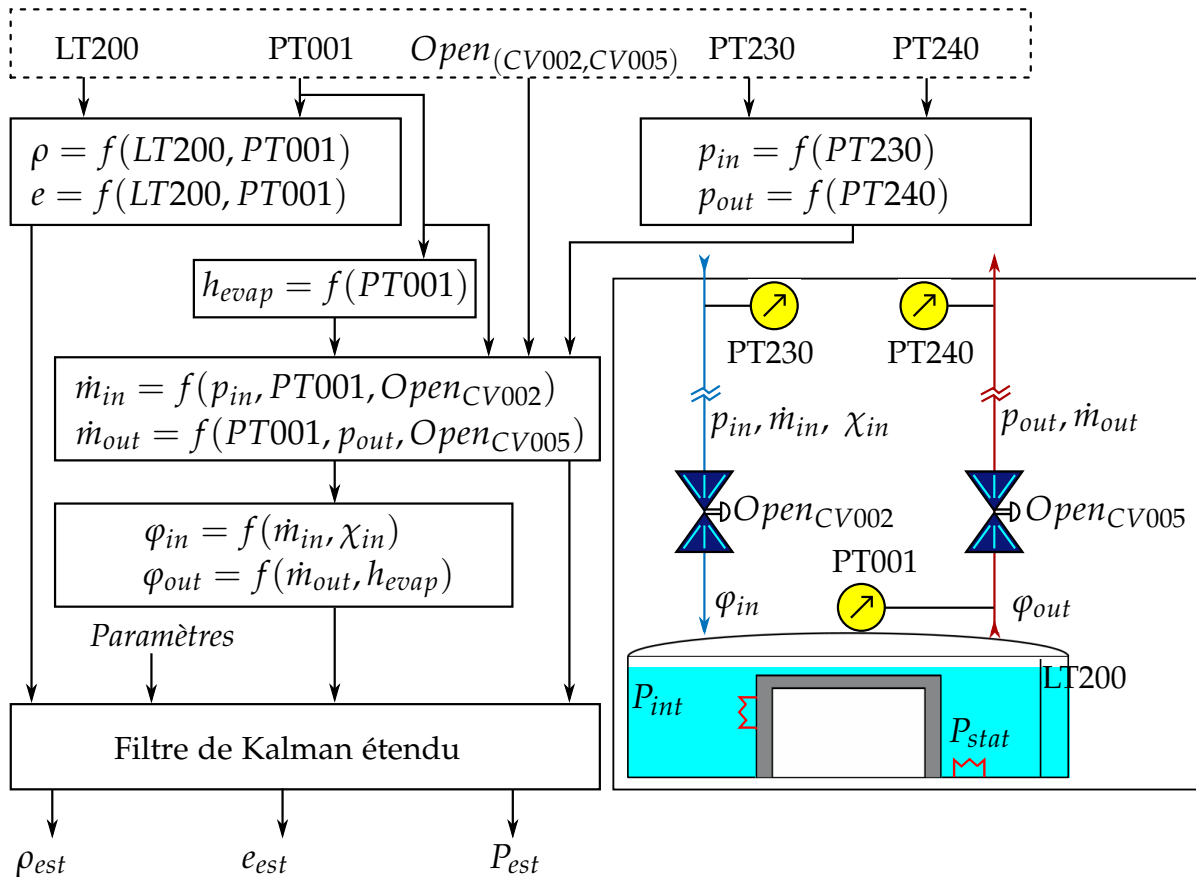 LT200 PT001 Open(CV002,CV005) PT230 PT240
ρ = f(LT200, PT001)
e = f(LT200, PT001)
p_in = f(PT230)
p_out = f(PT240)
h_evap = f(PT001)
ṁ_in = f(p_in, PT001, Open_CV002)
ṁ_out = f(PT001, p_out, Open_CV005)
φ_in = f(ṁ_in, χ_in)
φ_out = f(ṁ_out, h_evap)
Paramètres
Filtre de Kalman étendu
ρ_est e_est P_est
PT230 PT240
p_in, ṁ_in, χ_in p_out, ṁ_out
Open_CV002 Open_CV005
PT001
φ_in φ_out
LT200
P_int
P_stat